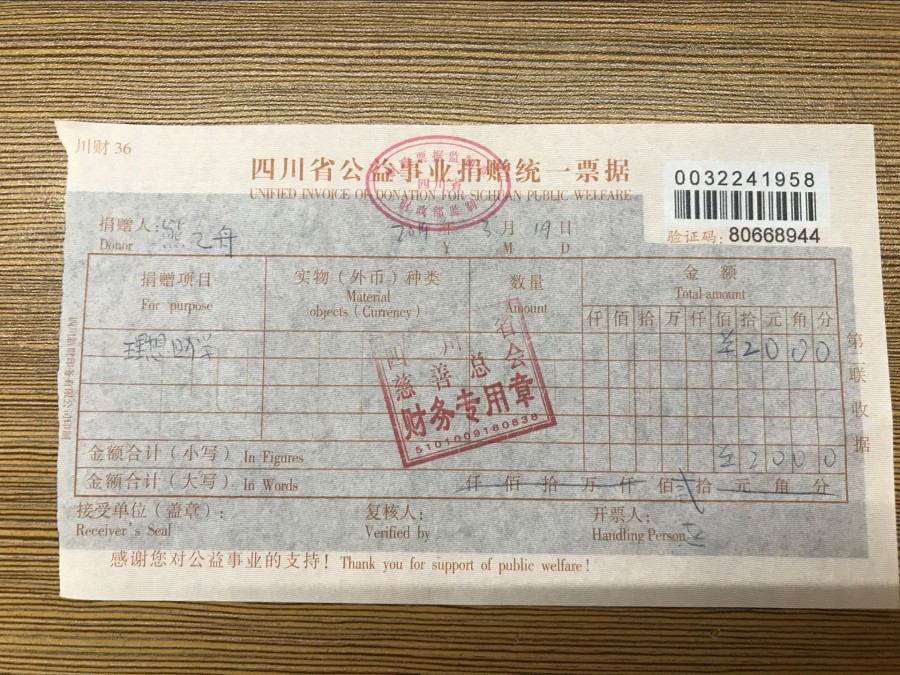 川财 36
四川省公益事业捐赠统一票据
UNIFIED INVOICE OF DONATION FOR SICHUAN PUBLIC WELFARE
0032241958
验证码: 80668944
捐赠人:
Donor
年 3 月 19 日
Y M D
捐赠项目
For purpose
实物（外币）种类
Material
objects (Currency)
数量
Amount
金 额
Total amount
仟 佰 拾 万 仟 佰 拾 元 角 分
2 0 0 0
四川省
慈善总会
财务专用章
5101009180838
第二联 收据
金额合计（小写） In Figures
2 0 0 0
金额合计（大写） In Words
仟 佰 拾 万 仟 佰 贰 拾 元 角 分
接受单位（盖章）:
Receiver's Seal
复核人:
Verified by
开票人:
Handling Person
感谢您对公益事业的支持! Thank you for support of public welfare!